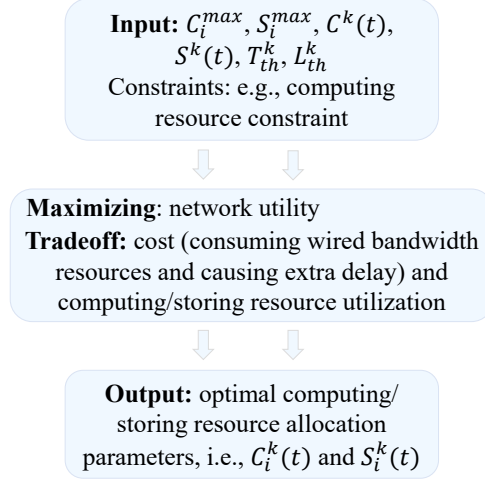 Input: $C_i^{max}$, $S_i^{max}$, $C^k(t)$,
$S^k(t)$, $T_{th}^k$, $L_{th}^k$
Constraints: e.g., computing
resource constraint
Maximizing: network utility
Tradeoff: cost (consuming wired bandwidth
resources and causing extra delay) and
computing/storing resource utilization
Output: optimal computing/
storing resource allocation
parameters, i.e., $C_i^k(t)$ and $S_i^k(t)$